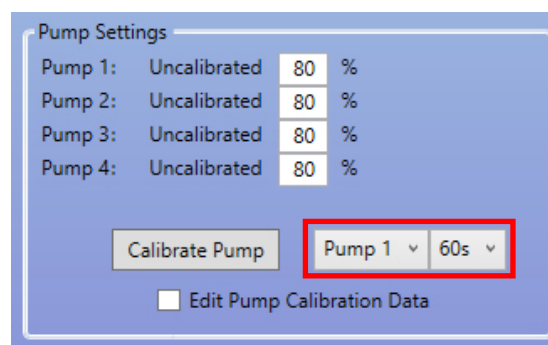 Pump Settings
Pump 1: Uncalibrated 80 %
Pump 2: Uncalibrated 80 %
Pump 3: Uncalibrated 80 %
Pump 4: Uncalibrated 80 %
Calibrate Pump Pump 1 60s
Edit Pump Calibration Data